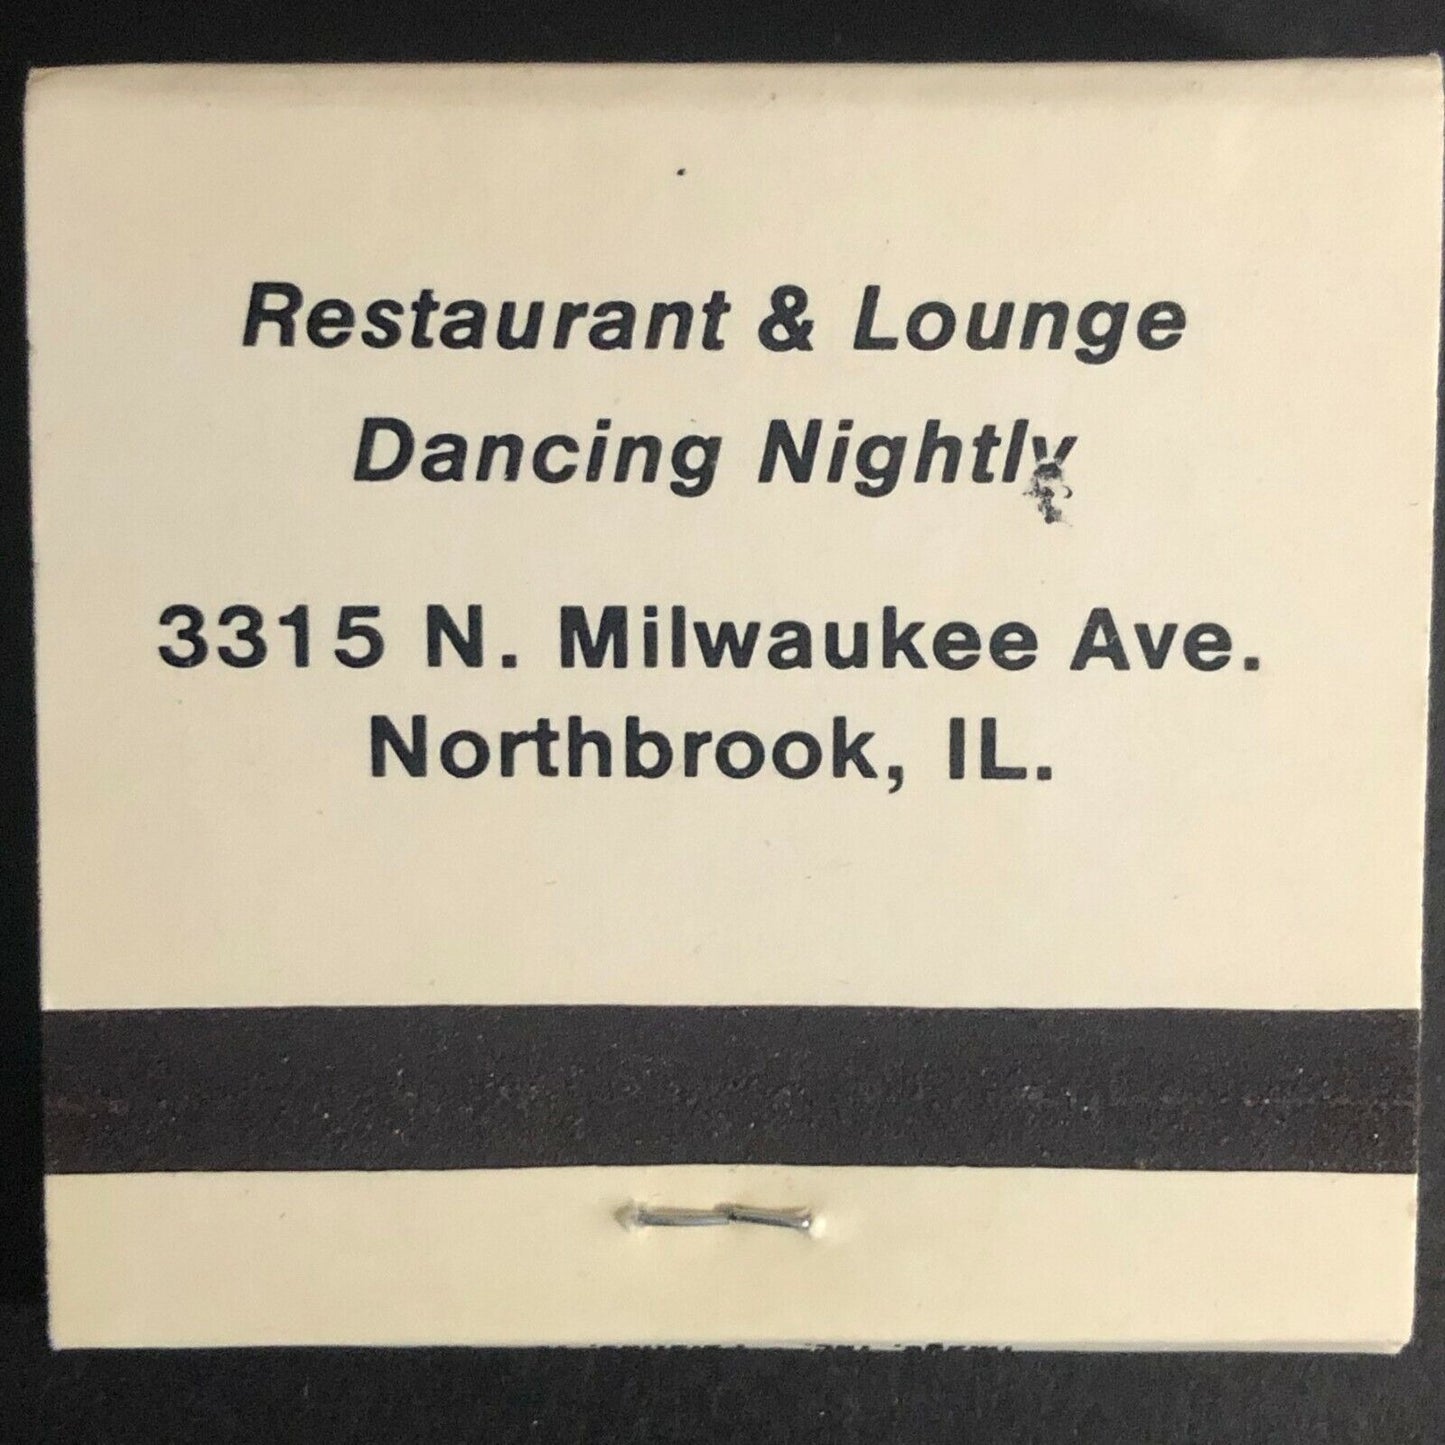 Restaurant & Lounge
Dancing Nightly
3315 N. Milwaukee Ave.
Northbrook, IL.